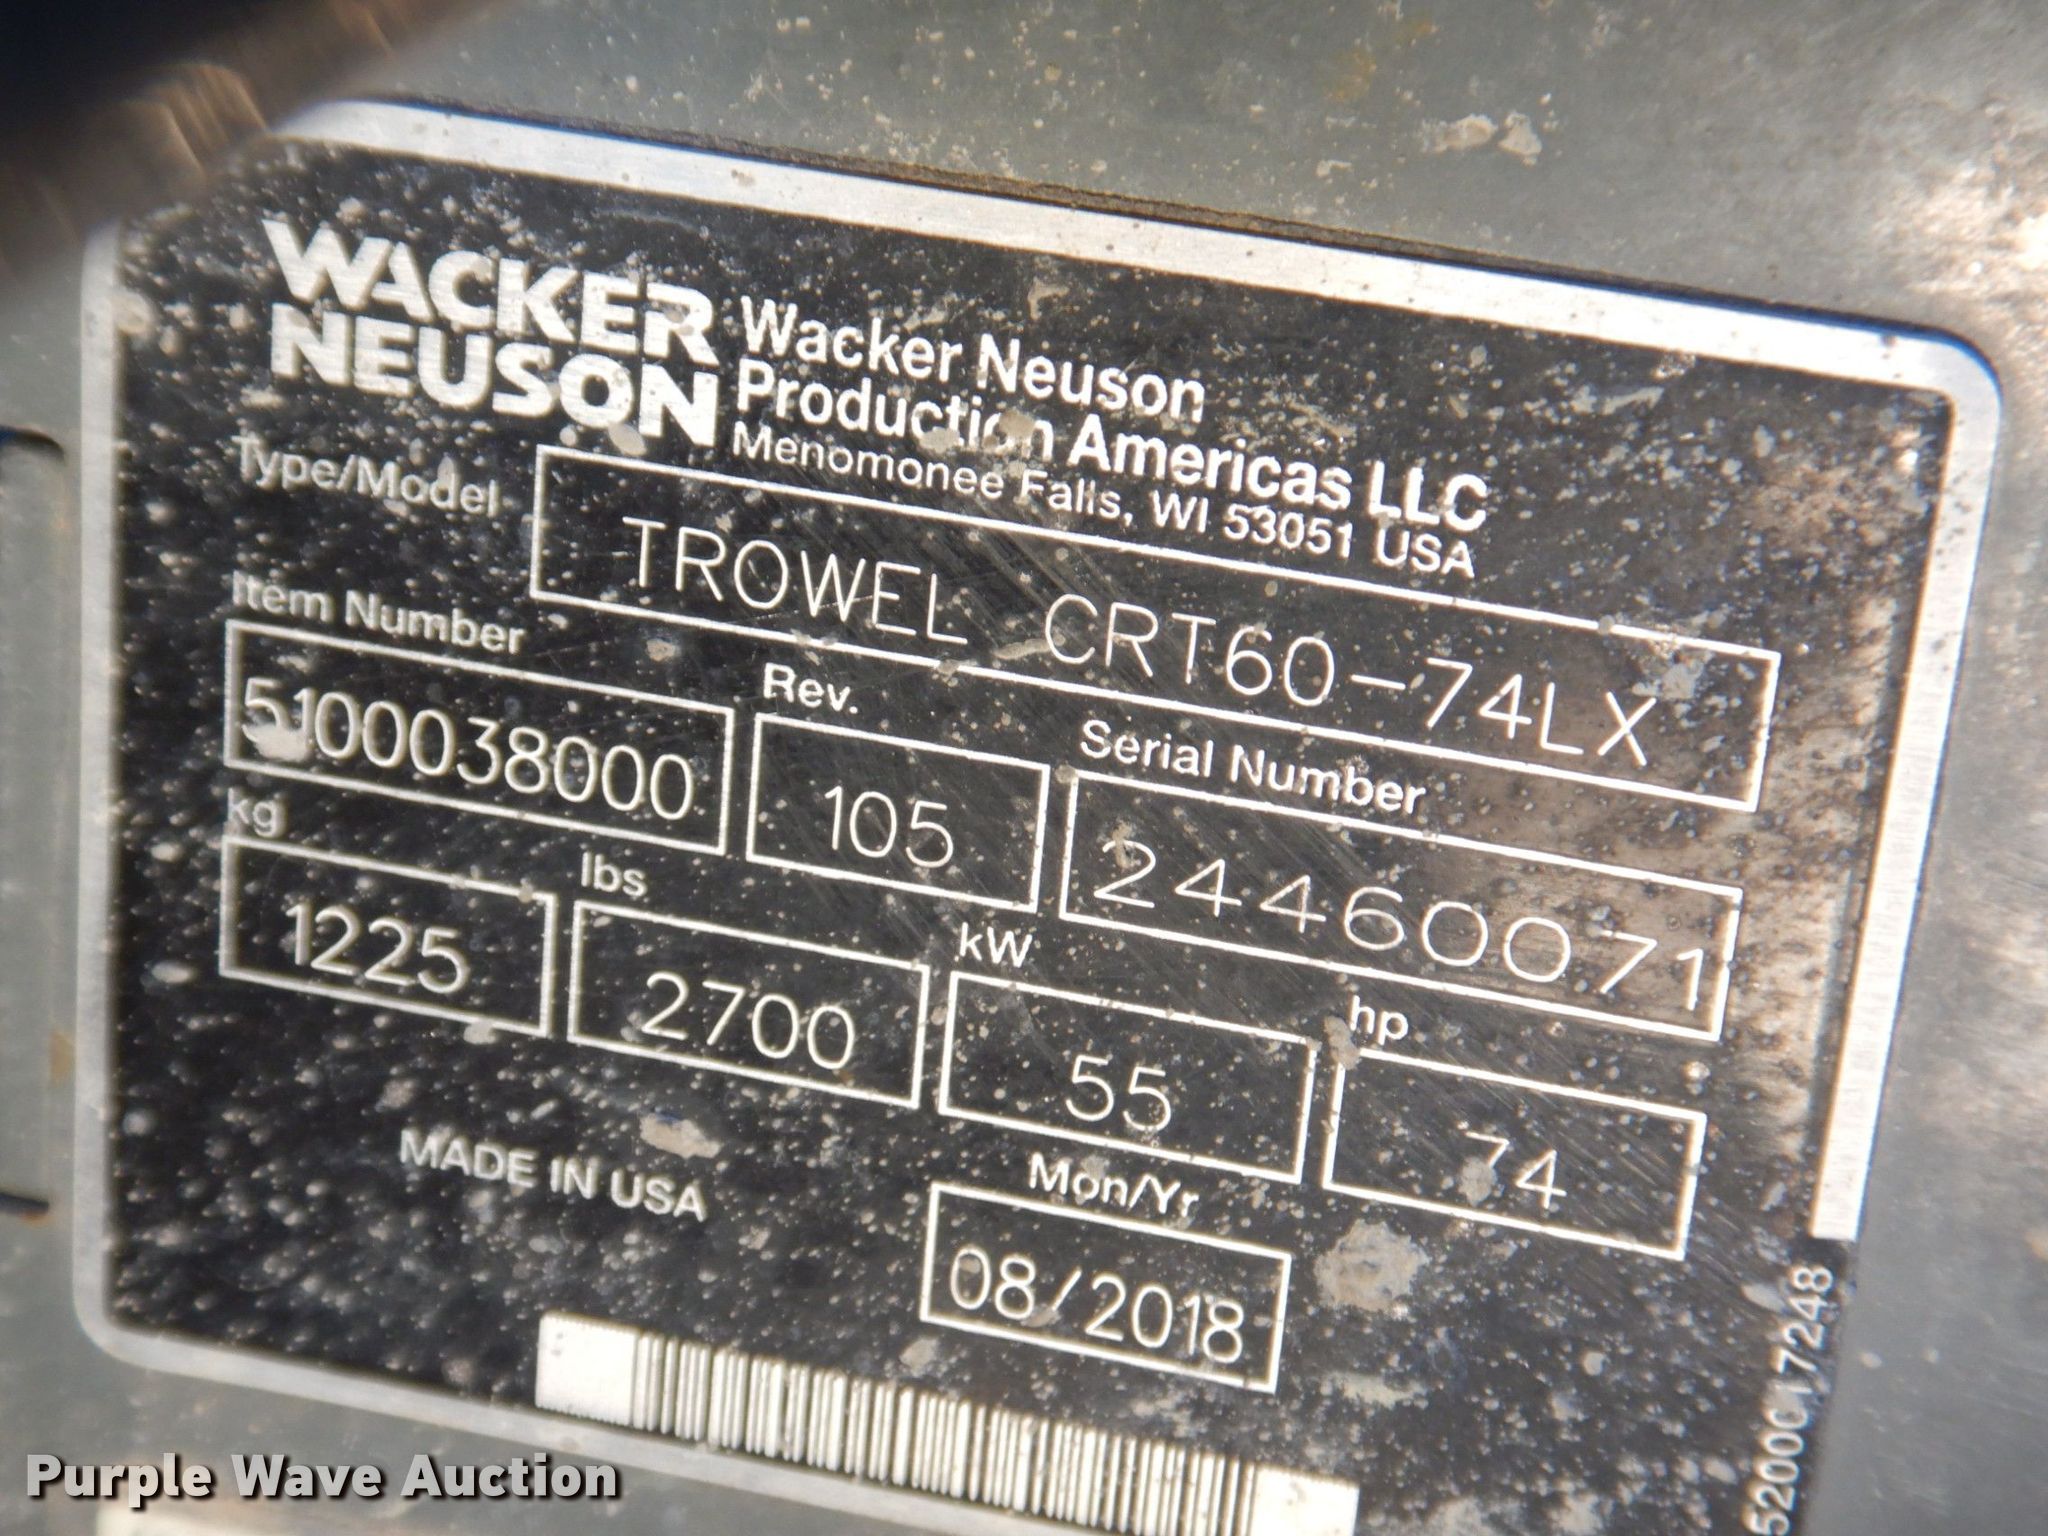 WACKER
NEUSON
Wacker Neuson
Production Americas LLC
Menomonee Falls, WI 53051 USA
Type/Model
TROWEL CRT60-74LX
Item Number
5100038000
Rev.
105
Serial Number
24460071
kg
1225
lbs
2700
kW
55
hp
74
MADE IN USA
Mon/Yr
08/2018
5200017248
Purple Wave Auction